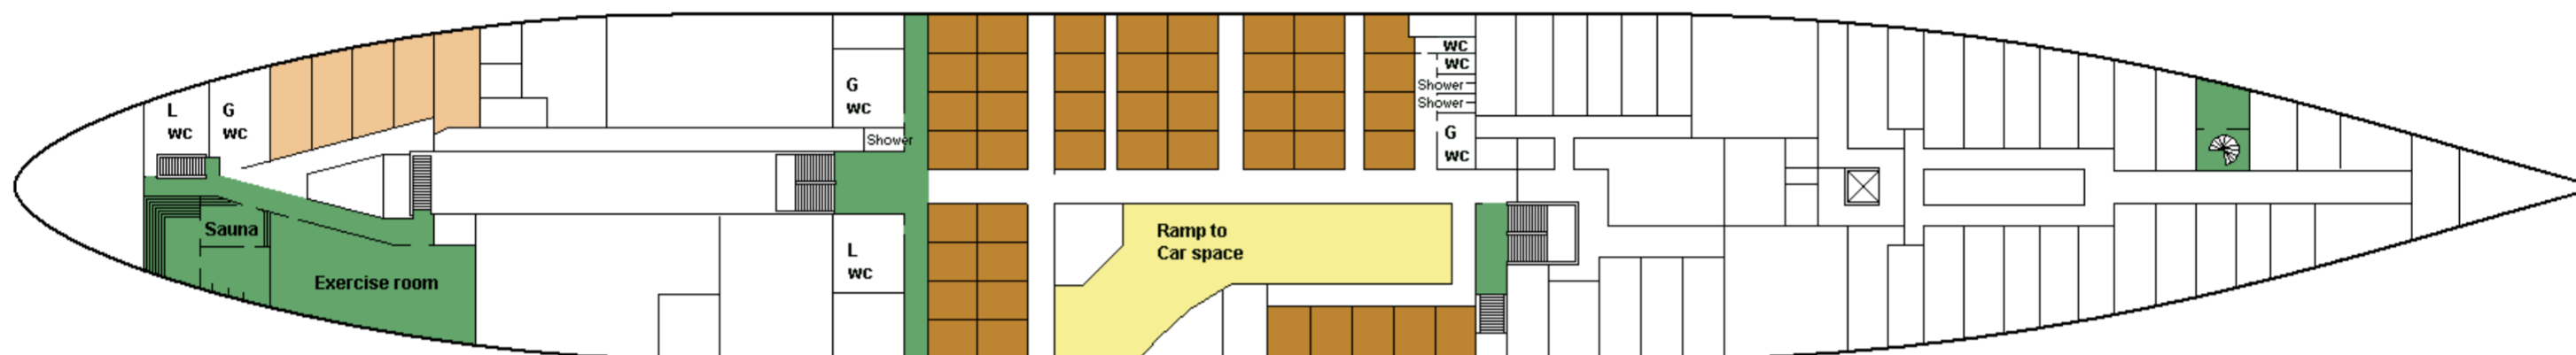 L
WC
G
WC
Sauna
Exercise room
G
WC
Shower
L
WC
Ramp to
Car space
WC
WC
Shower
Shower
G
WC